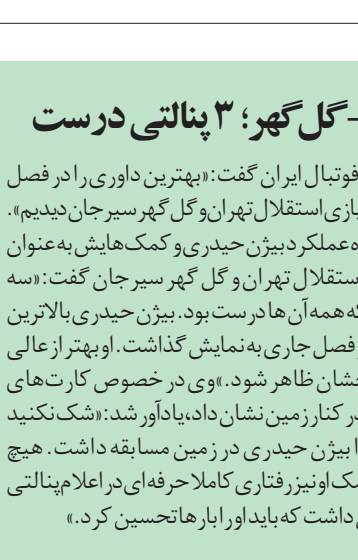 -گل‌گهر؛ ۳ پنالتی درست
فوتبال ایران گفت: «بهترین داوری را در فصل
بازی استقلال تهران و گل گهر سیرجان دیدیم».
ه عملکرد بیژن حیدری و کمک‌هایش به عنوان
استقلال تهران و گل گهر سیرجان گفت: «سه
که همه آن‌ها درست بود. بیژن حیدری بالاترین
فصل جاری به نمایش گذاشت. او بهتر از عالی
نشان ظاهر شود.» وی در خصوص کارت‌های
در کنار زمین نشان داد، یادآور شد: «شک نکنید
را بیژن حیدری در زمین مسابقه داشت. هیچ
مک او نیز رفتاری کاملا حرفه‌ای در اعلام پنالتی
داشت که باید او را بارها تحسین کرد.»